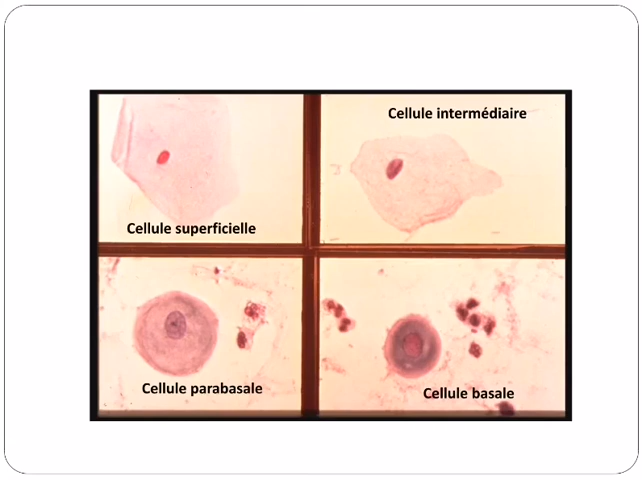 Cellule intermédiaire
Cellule superficielle
Cellule parabasale
Cellule basale